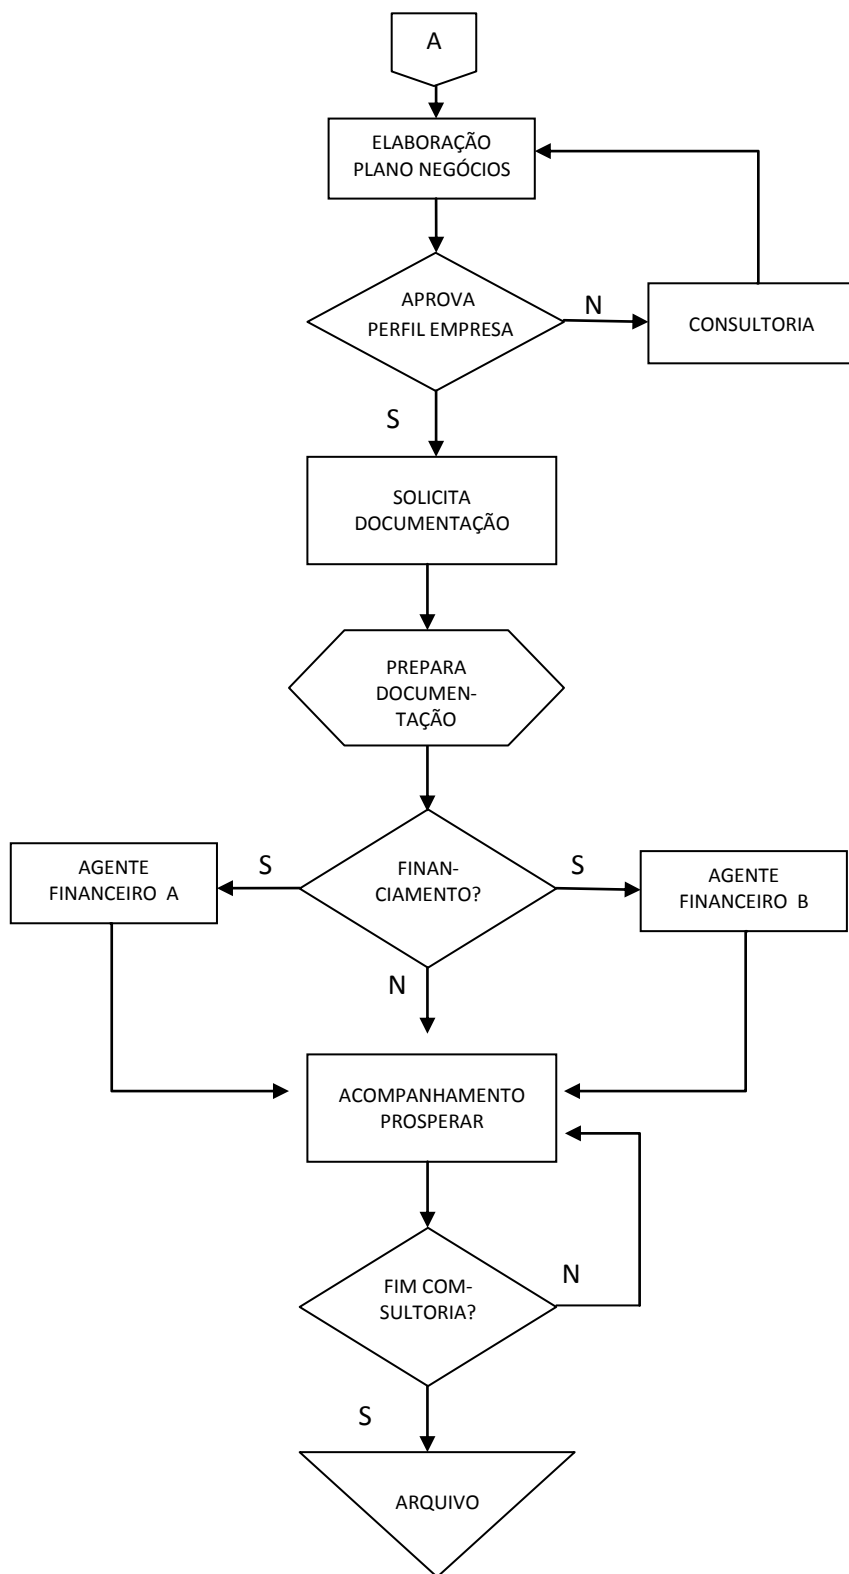 A
ELABORAÇÃO
PLANO NEGÓCIOS
APROVA
PERFIL EMPRESA
N
CONSULTORIA
S
SOLICITA
DOCUMENTAÇÃO
PREPARA
DOCUMEN-
TAÇÃO
AGENTE
FINANCEIRO A
S
FINAN-
CIAMENTO?
S
AGENTE
FINANCEIRO B
N
ACOMPANHAMENTO
PROSPERAR
FIM COM-
SULTORIA?
N
S
ARQUIVO